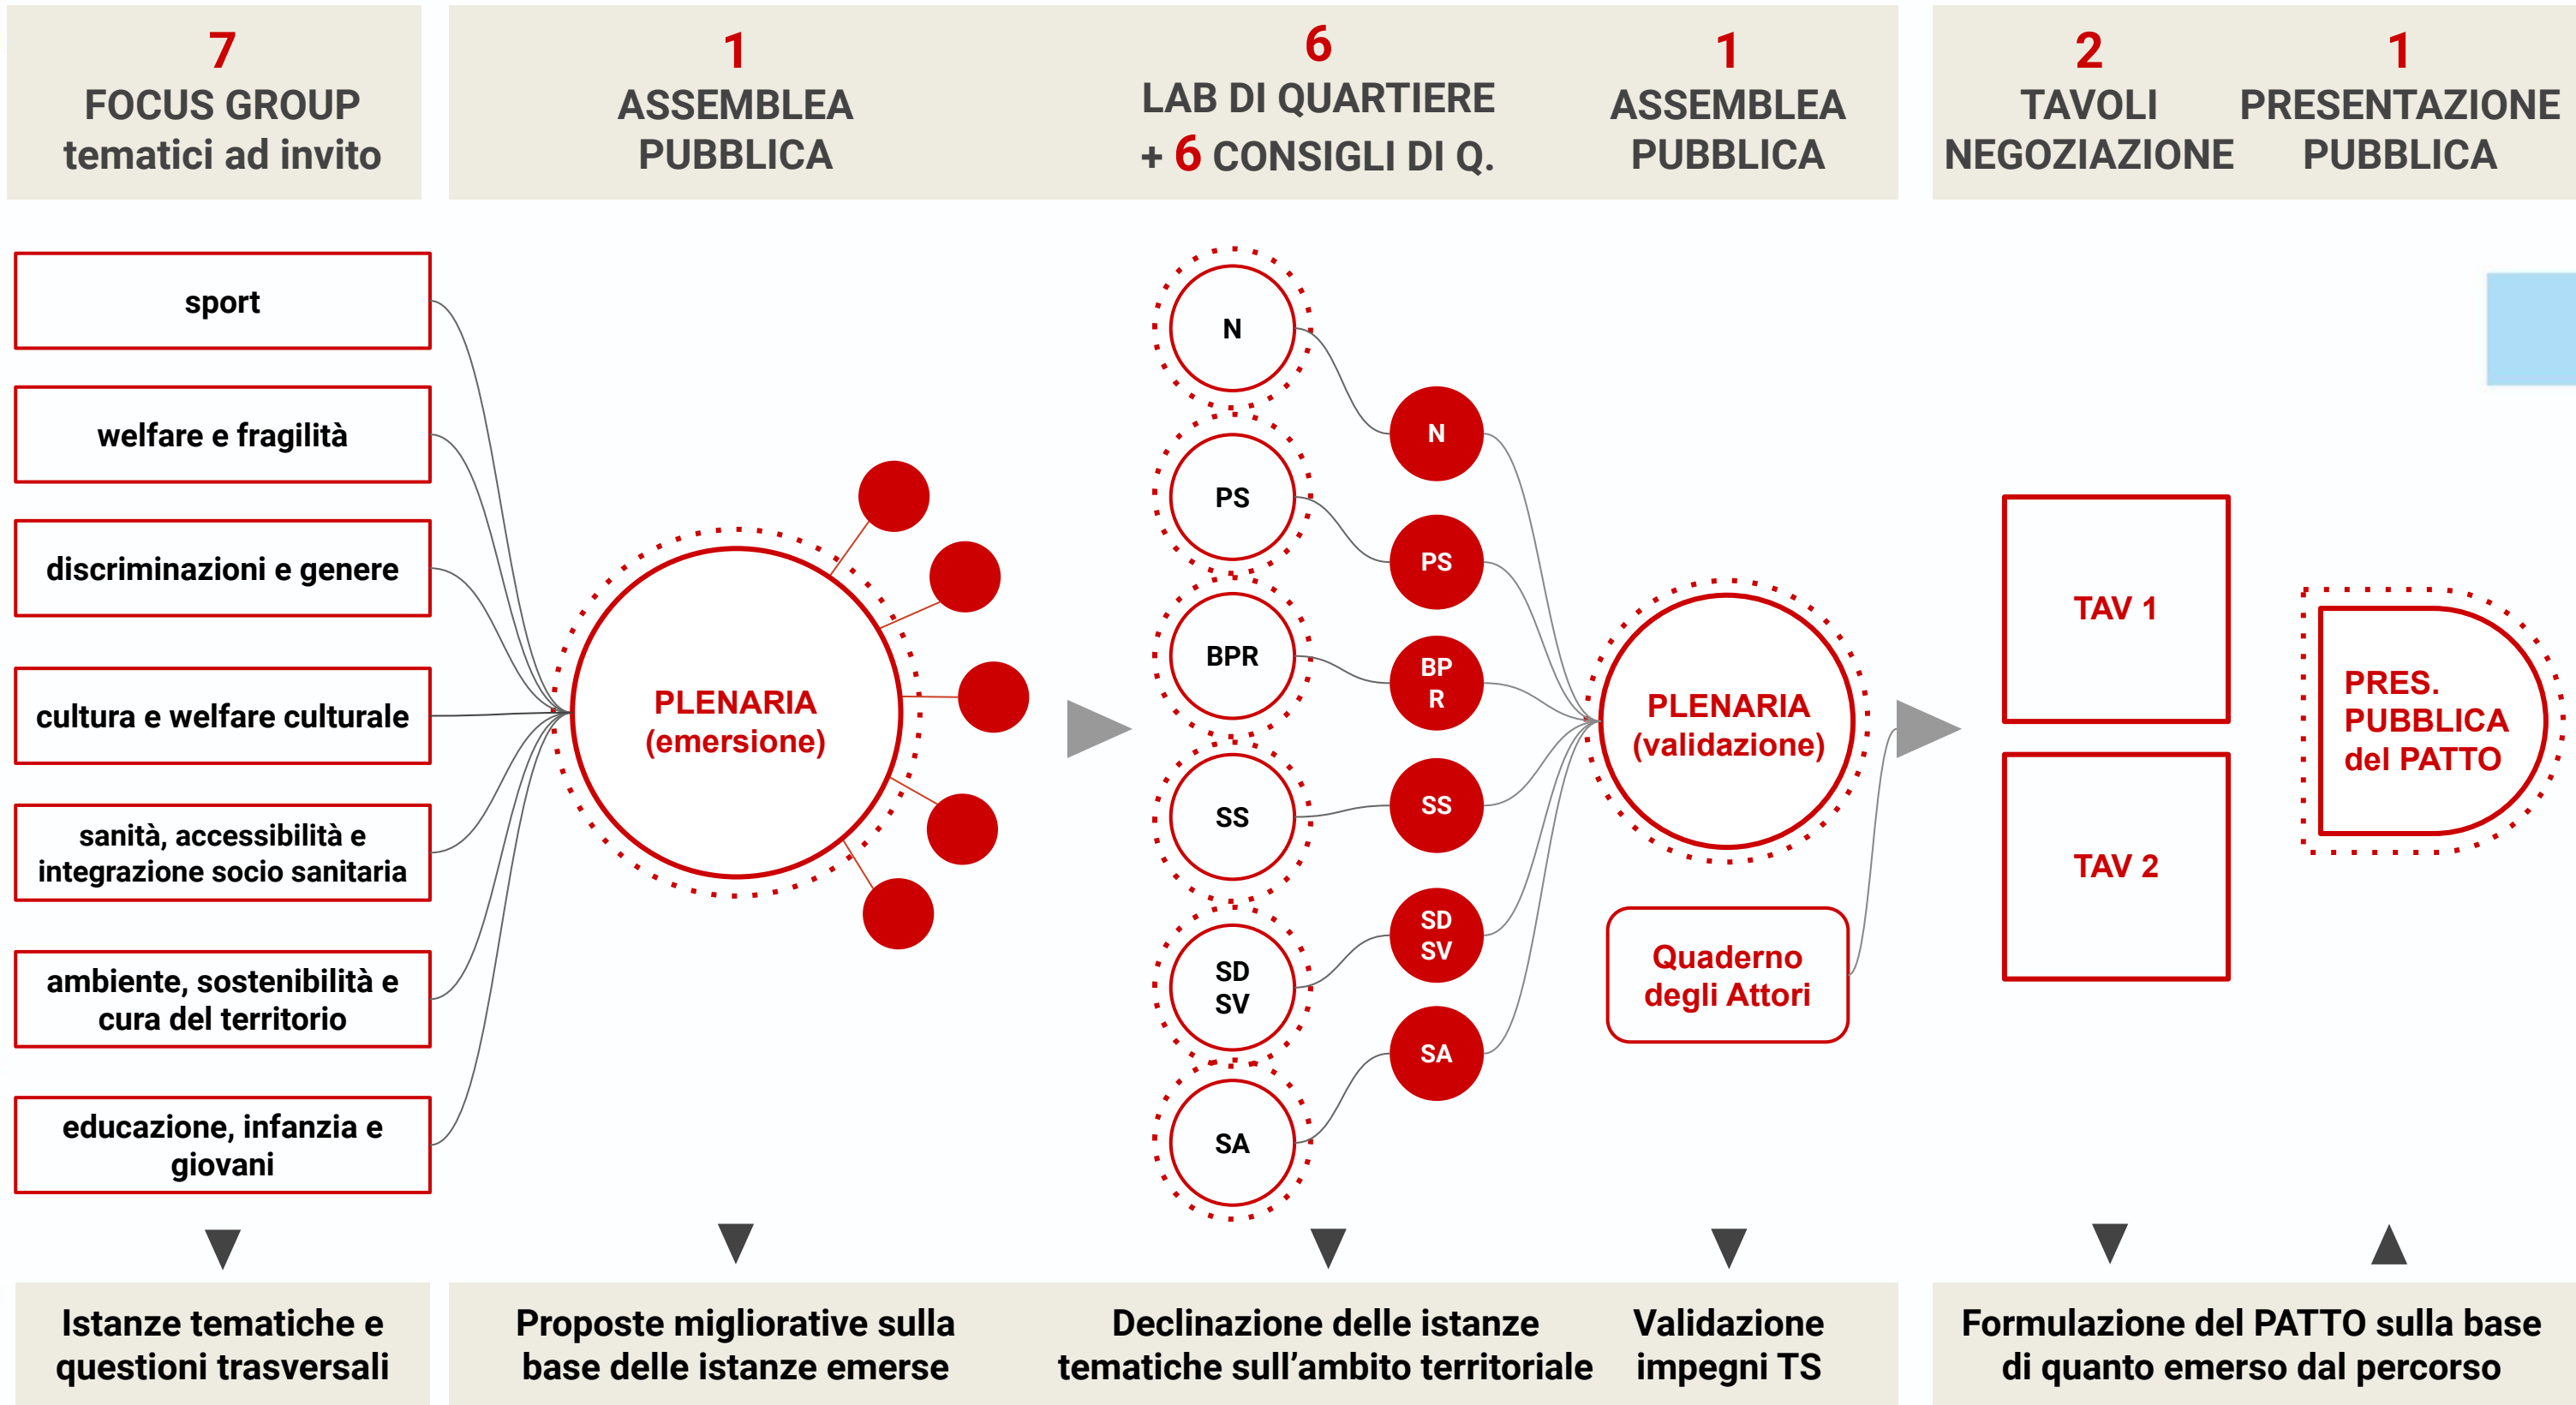 7
FOCUS GROUP
tematici ad invito
1
ASSEMBLEA
PUBBLICA
6
LAB DI QUARTIERE
+ 6 CONSIGLI DI Q.
1
ASSEMBLEA
PUBBLICA
2
TAVOLI
NEGOZIAZIONE
1
PRESENTAZIONE
PUBBLICA
sport
welfare e fragilità
discriminazioni e genere
cultura e welfare culturale
sanità, accessibilità e
integrazione socio sanitaria
ambiente, sostenibilità e
cura del territorio
educazione, infanzia e
giovani
PLENARIA
(emersione)
N
PS
BPR
SS
SD
SV
SA
N
PS
BP
R
SS
SD
SV
SA
PLENARIA
(validazione)
Quaderno
degli Attori
TAV 1
TAV 2
PRES.
PUBBLICA
del PATTO
Istanze tematiche e
questioni trasversali
Proposte migliorative sulla
base delle istanze emerse
Declinazione delle istanze
tematiche sull’ambito territoriale
Validazione
impegni TS
Formulazione del PATTO sulla base
di quanto emerso dal percorso